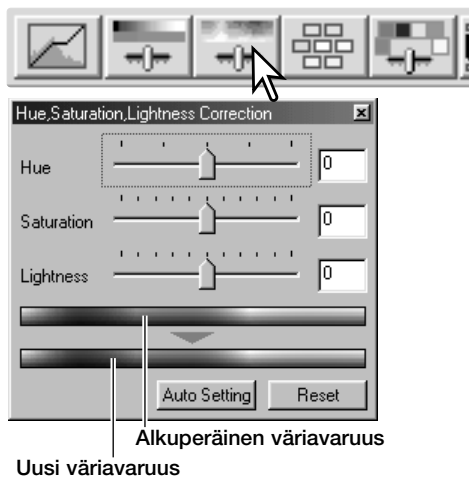 Hue,Saturation,Lightness Correction
Hue 0
Saturation 0
Lightness 0
Auto Setting Reset
Alkuperäinen väriavaruus
Uusi väriavaruus